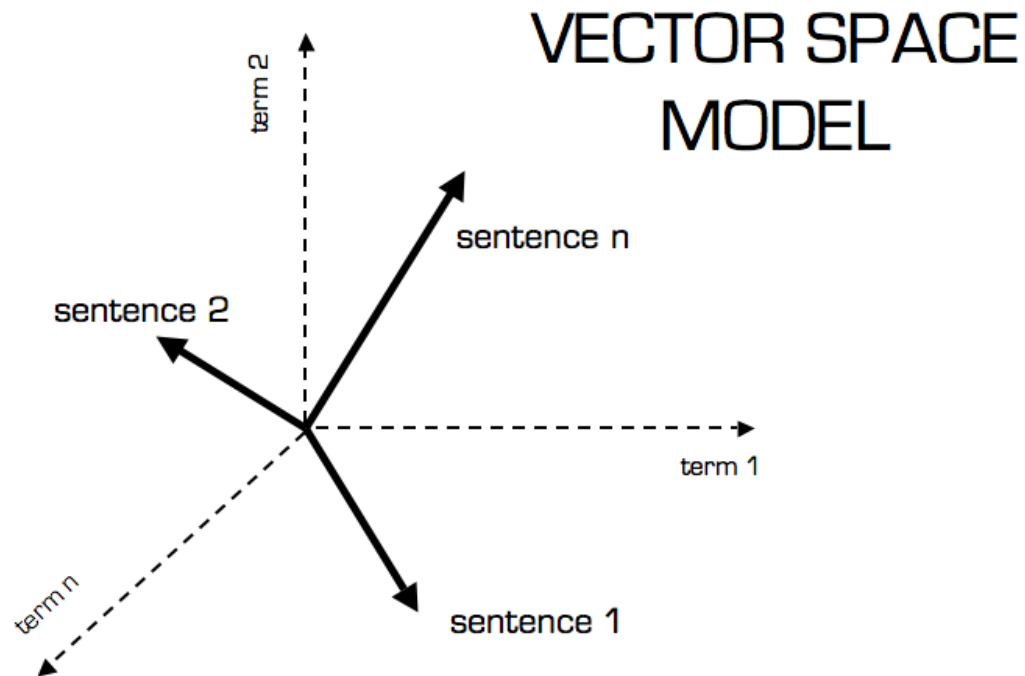 VECTOR SPACE
MODEL
term 2
sentence n
sentence 2
term 1
term n
sentence 1